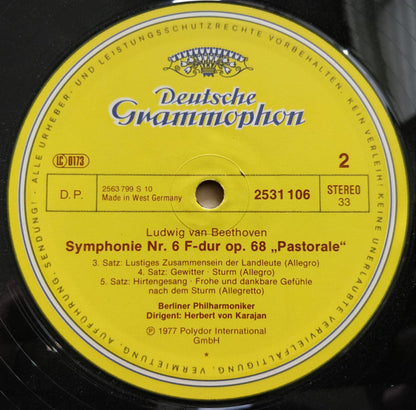 ALLE URHEBER- UND LEISTUNGSSCHUTZRECHTE VORBEHALTEN. KEIN VERLEIH! KEINE UNERLAUBTE VERVIELFÄLTIGUNG, VERMIETUNG, AUFFÜHRUNG, SENDUNG!
Deutsche
Grammophon
LC 0173
2
D. P.
2563 799 S 10
Made in West Germany
2531 106
STEREO
33
Ludwig van Beethoven
Symphonie Nr. 6 F-dur op. 68 „Pastorale“
3. Satz: Lustiges Zusammensein der Landleute (Allegro)
4. Satz: Gewitter · Sturm (Allegro)
5. Satz: Hirtengesang · Frohe und dankbare Gefühle
nach dem Sturm (Allegretto)
Berliner Philharmoniker
Dirigent: Herbert von Karajan
Ⓟ 1977 Polydor International
GmbH
*